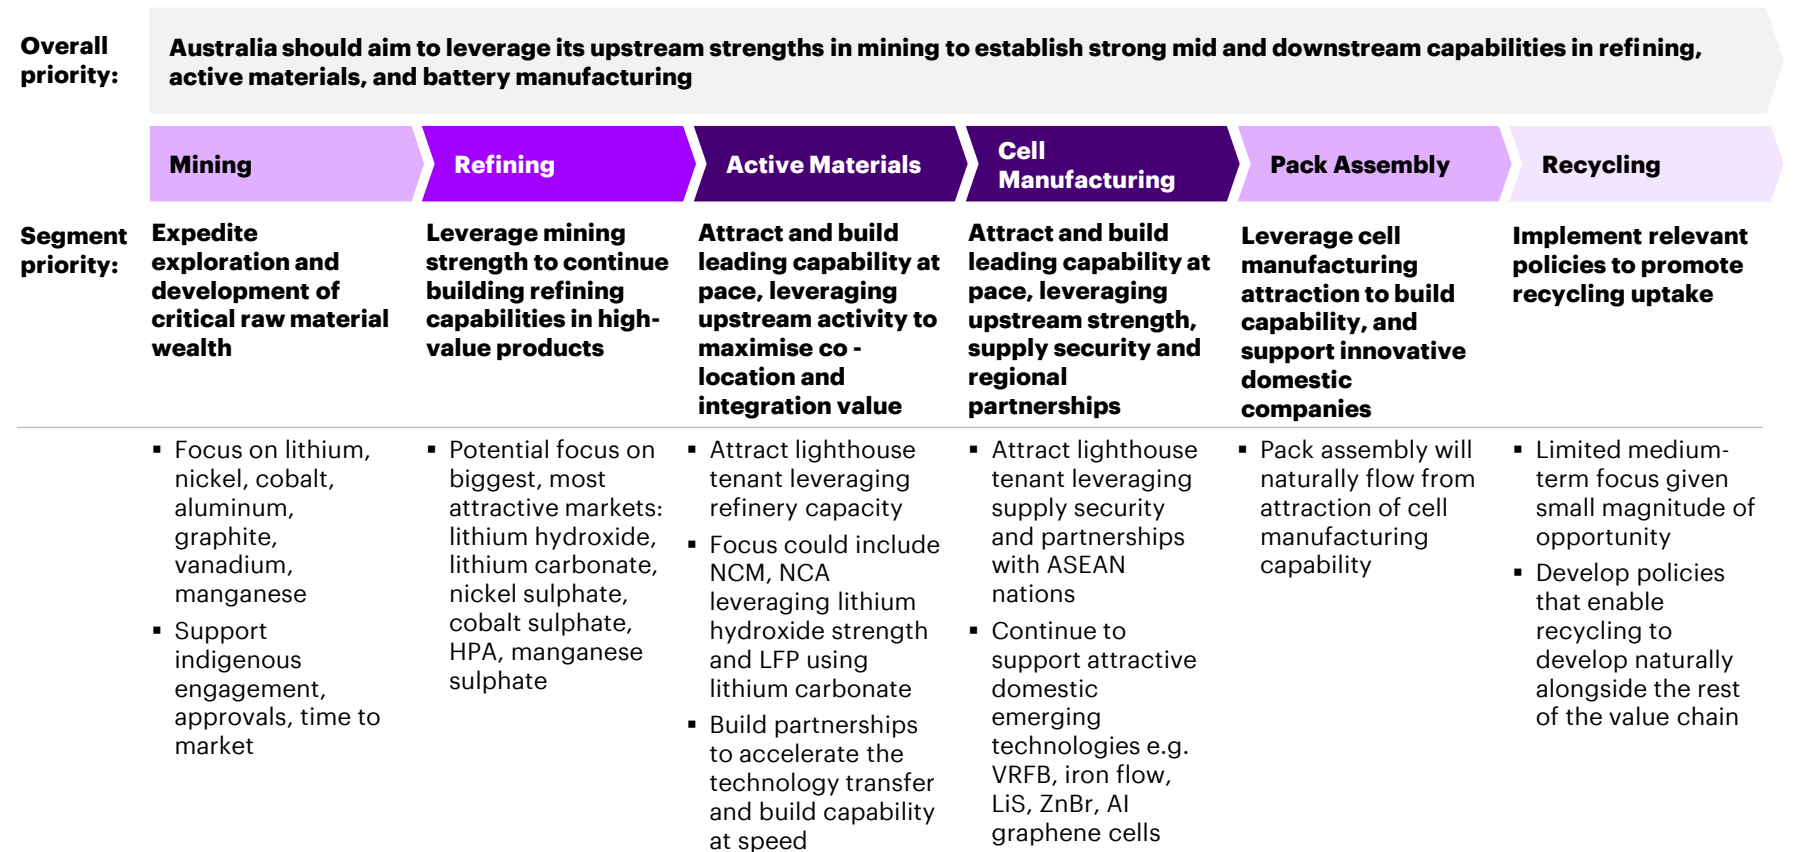 Overall
priority:
Australia should aim to leverage its upstream strengths in mining to establish strong mid and downstream capabilities in refining,
active materials, and battery manufacturing
Mining
Refining
Active Materials
Cell
Manufacturing
Pack Assembly
Recycling
Segment
priority:
Expedite
exploration and
development of
critical raw material
wealth
Leverage mining
strength to continue
building refining
capabilities in high-
value products
Attract and build
leading capability at
pace, leveraging
upstream activity to
maximise co -
location and
integration value
Attract and build
leading capability at
pace, leveraging
upstream strength,
supply security and
regional
partnerships
Leverage cell
manufacturing
attraction to build
capability, and
support innovative
domestic
companies
Implement relevant
policies to promote
recycling uptake
▪ Focus on lithium,
nickel, cobalt,
aluminum,
graphite,
vanadium,
manganese
▪ Support
indigenous
engagement,
approvals, time to
market
▪ Potential focus on
biggest, most
attractive markets:
lithium hydroxide,
lithium carbonate,
nickel sulphate,
cobalt sulphate,
HPA, manganese
sulphate
▪ Attract lighthouse
tenant leveraging
refinery capacity
▪ Focus could include
NCM, NCA
leveraging lithium
hydroxide strength
and LFP using
lithium carbonate
▪ Build partnerships
to accelerate the
technology transfer
and build capability
at speed
▪ Attract lighthouse
tenant leveraging
supply security
and partnerships
with ASEAN
nations
▪ Continue to
support attractive
domestic
emerging
technologies e.g.
VRFB, iron flow,
LiS, ZnBr, AI
graphene cells
▪ Pack assembly will
naturally flow from
attraction of cell
manufacturing
capability
▪ Limited medium-
term focus given
small magnitude of
opportunity
▪ Develop policies
that enable
recycling to
develop naturally
alongside the rest
of the value chain